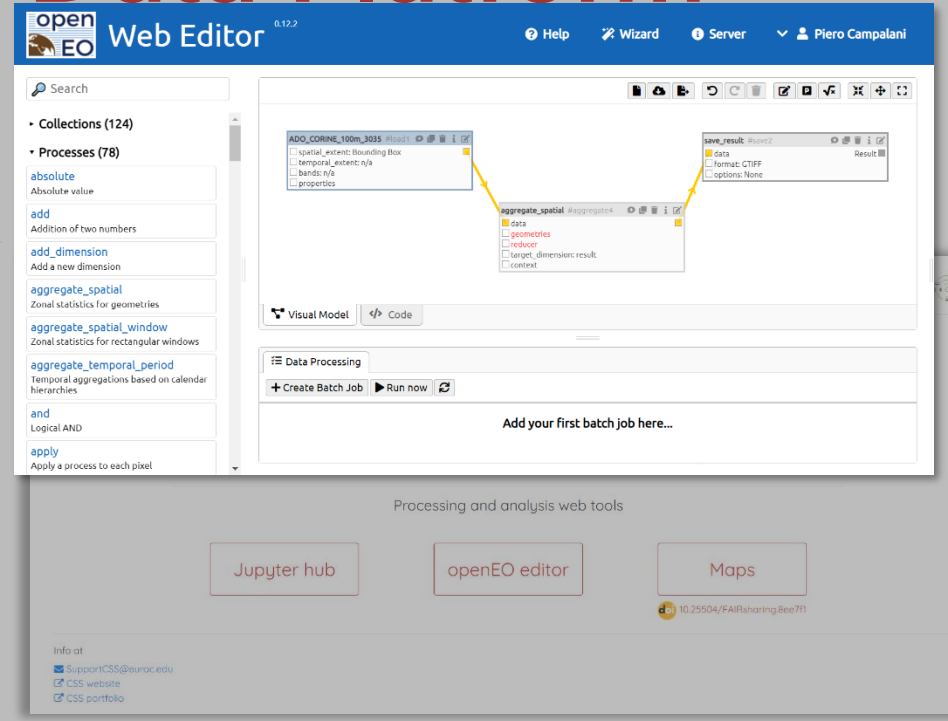 Data Platform
open
EO
Web Editor 0.12.2
Help
Wizard
Server
Piero Campalani
Search
Collections (124)
Processes (78)
absolute
Absolute value
add
Addition of two numbers
add_dimension
Add a new dimension
aggregate_spatial
Zonal statistics for geometries
aggregate_spatial_window
Zonal statistics for rectangular windows
aggregate_temporal_period
Temporal aggregations based on calendar
hierarchies
and
Logical AND
apply
Apply a process to each pixel
ADO_CORINE_100m_3035 #load1
spatial_extent: Bounding Box
temporal_extent: n/a
bands: n/a
properties
aggregate_spatial #aggregate4
data
geometries
reducer
target_dimension: result
context
save_result #save2
data Result
format: GTIFF
options: None
Visual Model
Code
Data Processing
Create Batch Job
Run now
Add your first batch job here...
Processing and analysis web tools
Jupyter hub
openEO editor
Maps
doi 10.25504/FAIRsharing.8ee7f1
Info at
SupportCSS@eurac.edu
CSS website
CSS portfolio